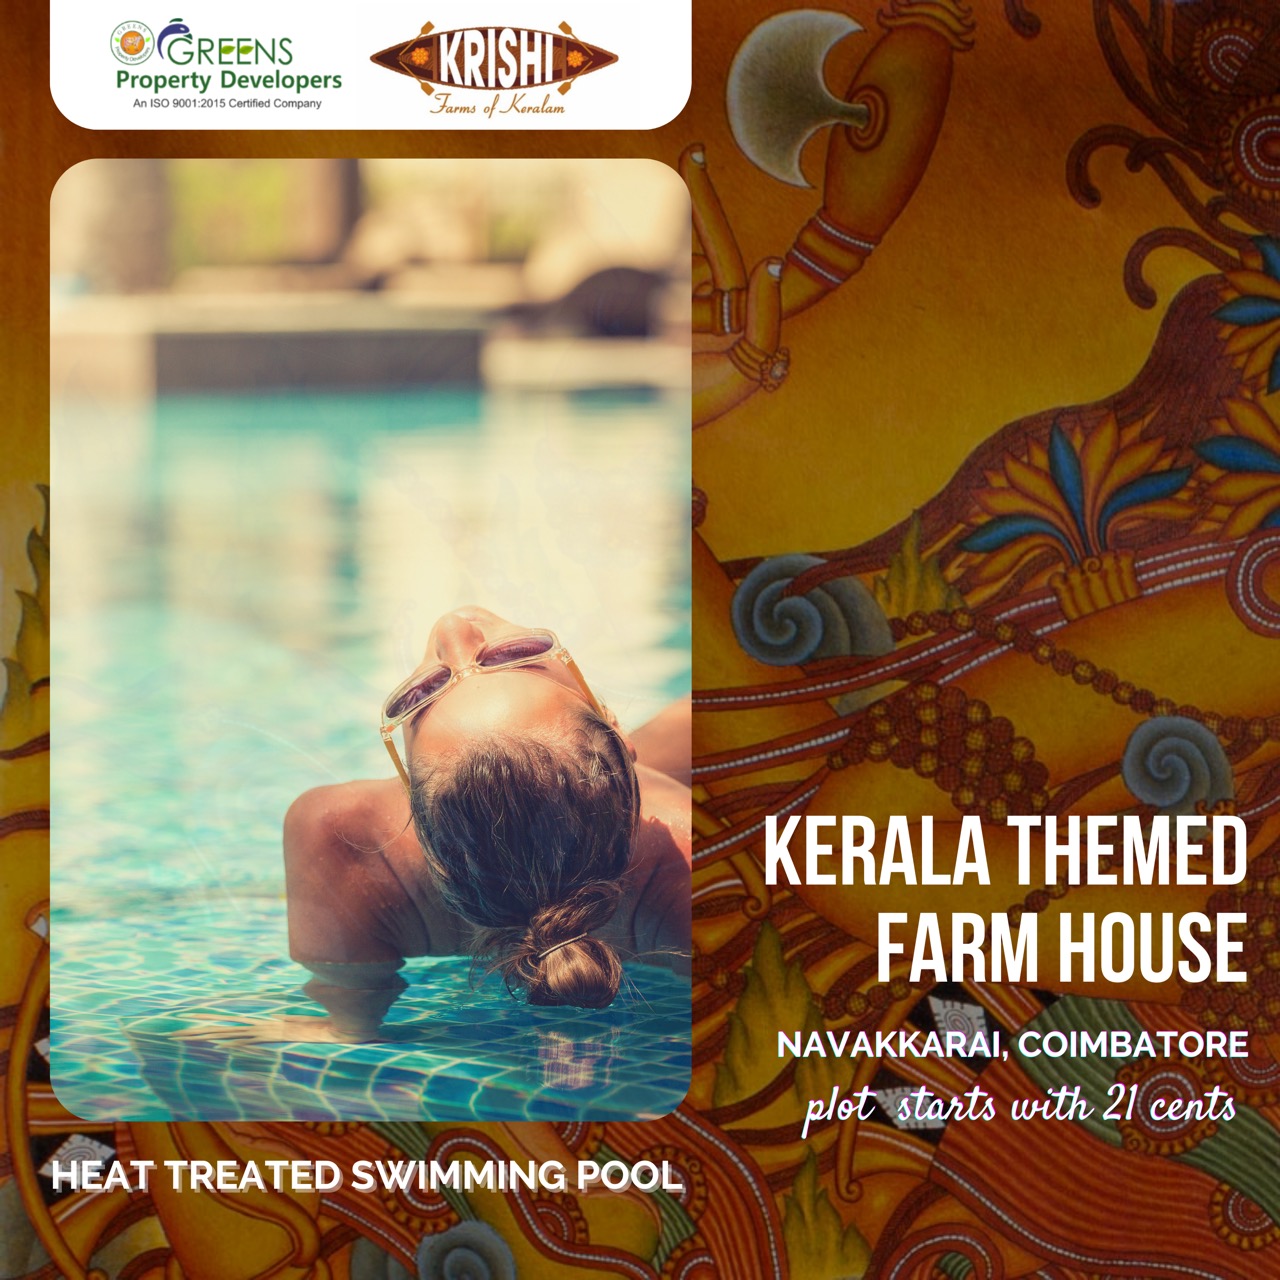 GREENS
Property Developers
An ISO 9001:2015 Certified Company
KRISHI
Farms of Keralam
KERALA THEMED
FARM HOUSE
NAVAKKARAI, COIMBATORE
plot starts with 21 cents
HEAT TREATED SWIMMING POOL